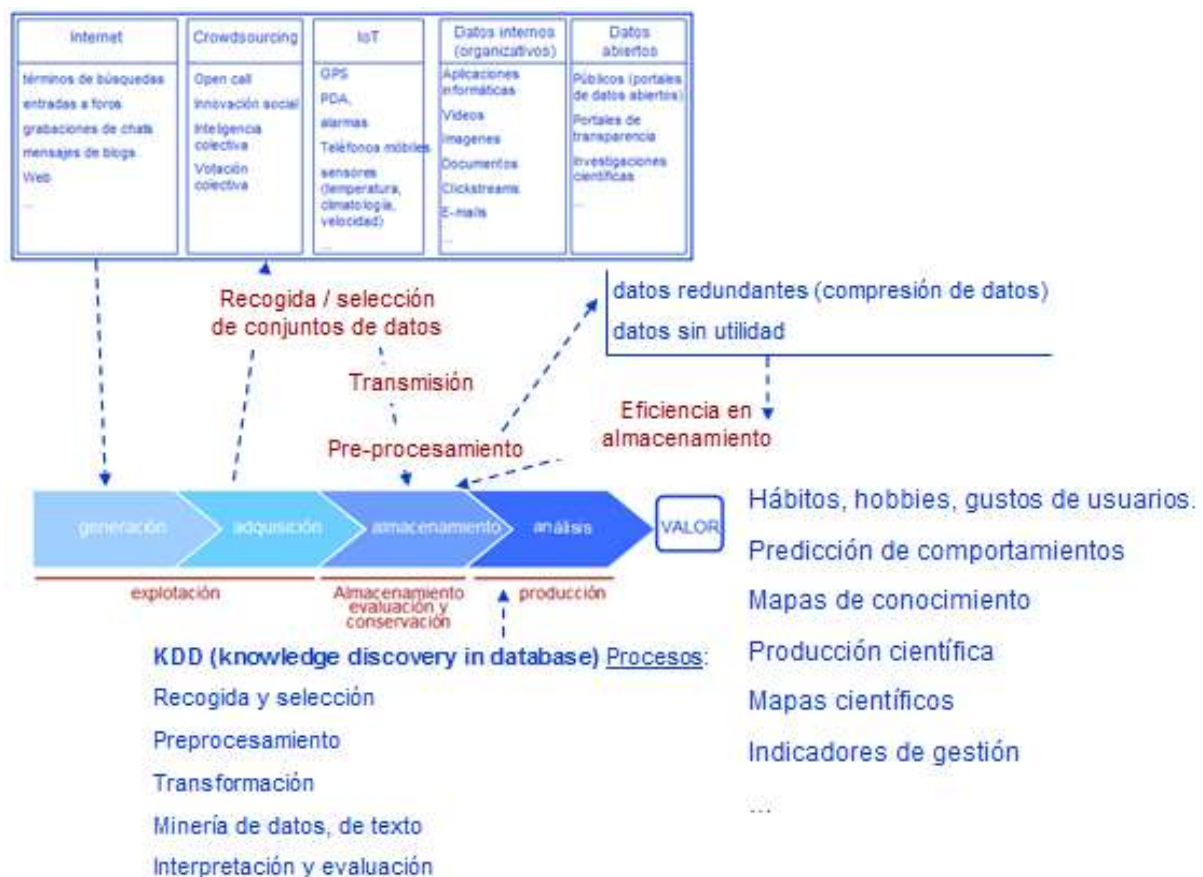 Internet
términos de búsquedas
entradas a foros
grabaciones de chats
mensajes de blogs
Web
...
Crowdsourcing
Open call
Innovación social
Inteligencia
colectiva
Votación
colectiva
IoT
GPS
PDA,
alarmas
Teléfonos móbiles
sensores
(temperatura,
climatología,
velocidad)
...
Datos internos
(organizativos)
Aplicaciones
informáticas
Videos
Imagenes
Documentos
Clickstreams
E-mails
...
Datos
abiertos
Públicos (portales
de datos abiertos)
Portales de
transparencia
Investigaciones
científicas
...
Recogida / selección
de conjuntos de datos
Transmisión
Pre-procesamiento
datos redundantes (compresión de datos)
datos sin utilidad
Eficiencia en
almacenamiento
generación
adquisición
almacenamiento
análisis
VALOR
explotación
Almacenamiento
evaluación y
conservación
producción
KDD (knowledge discovery in database) Procesos:
Recogida y selección
Preprocesamiento
Transformación
Minería de datos, de texto
Interpretación y evaluación
Hábitos, hobbies, gustos de usuarios.
Predicción de comportamientos
Mapas de conocimiento
Producción científica
Mapas científicos
Indicadores de gestión
...